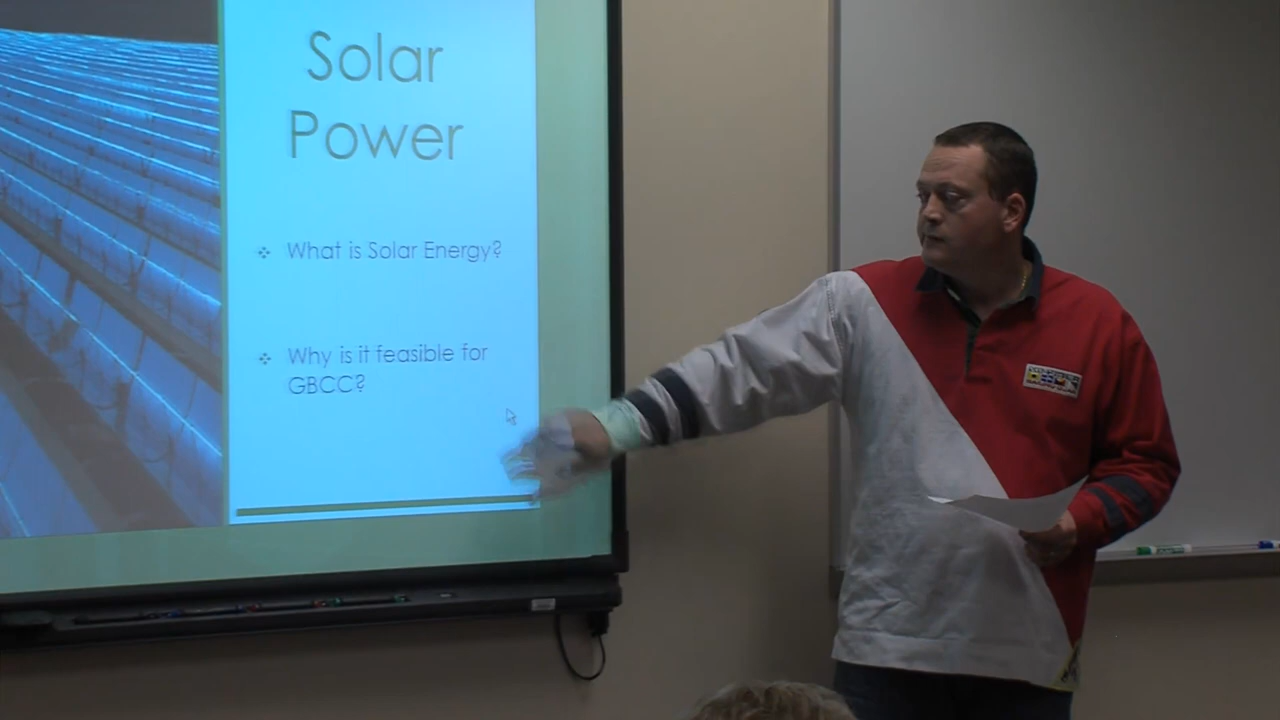 Solar
Power
What is Solar Energy?
Why is it feasible for
GBCC?